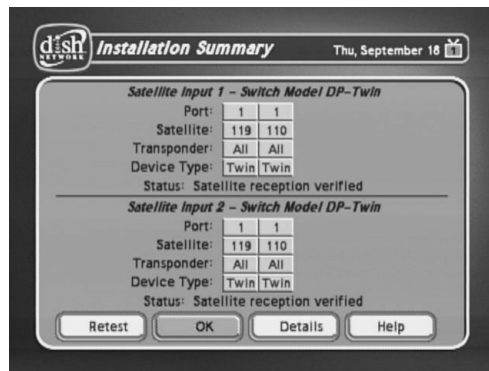 dish
NETWORK
Installation Summary
Thu, September 18
1
Satellite Input 1 - Switch Model DP-Twin
Port: 1 1
Satellite: 119 110
Transponder: All All
Device Type: Twin Twin
Status: Satellite reception verified
Satellite Input 2 - Switch Model DP-Twin
Port: 1 1
Satellite: 119 110
Transponder: All All
Device Type: Twin Twin
Status: Satellite reception verified
Retest OK Details Help